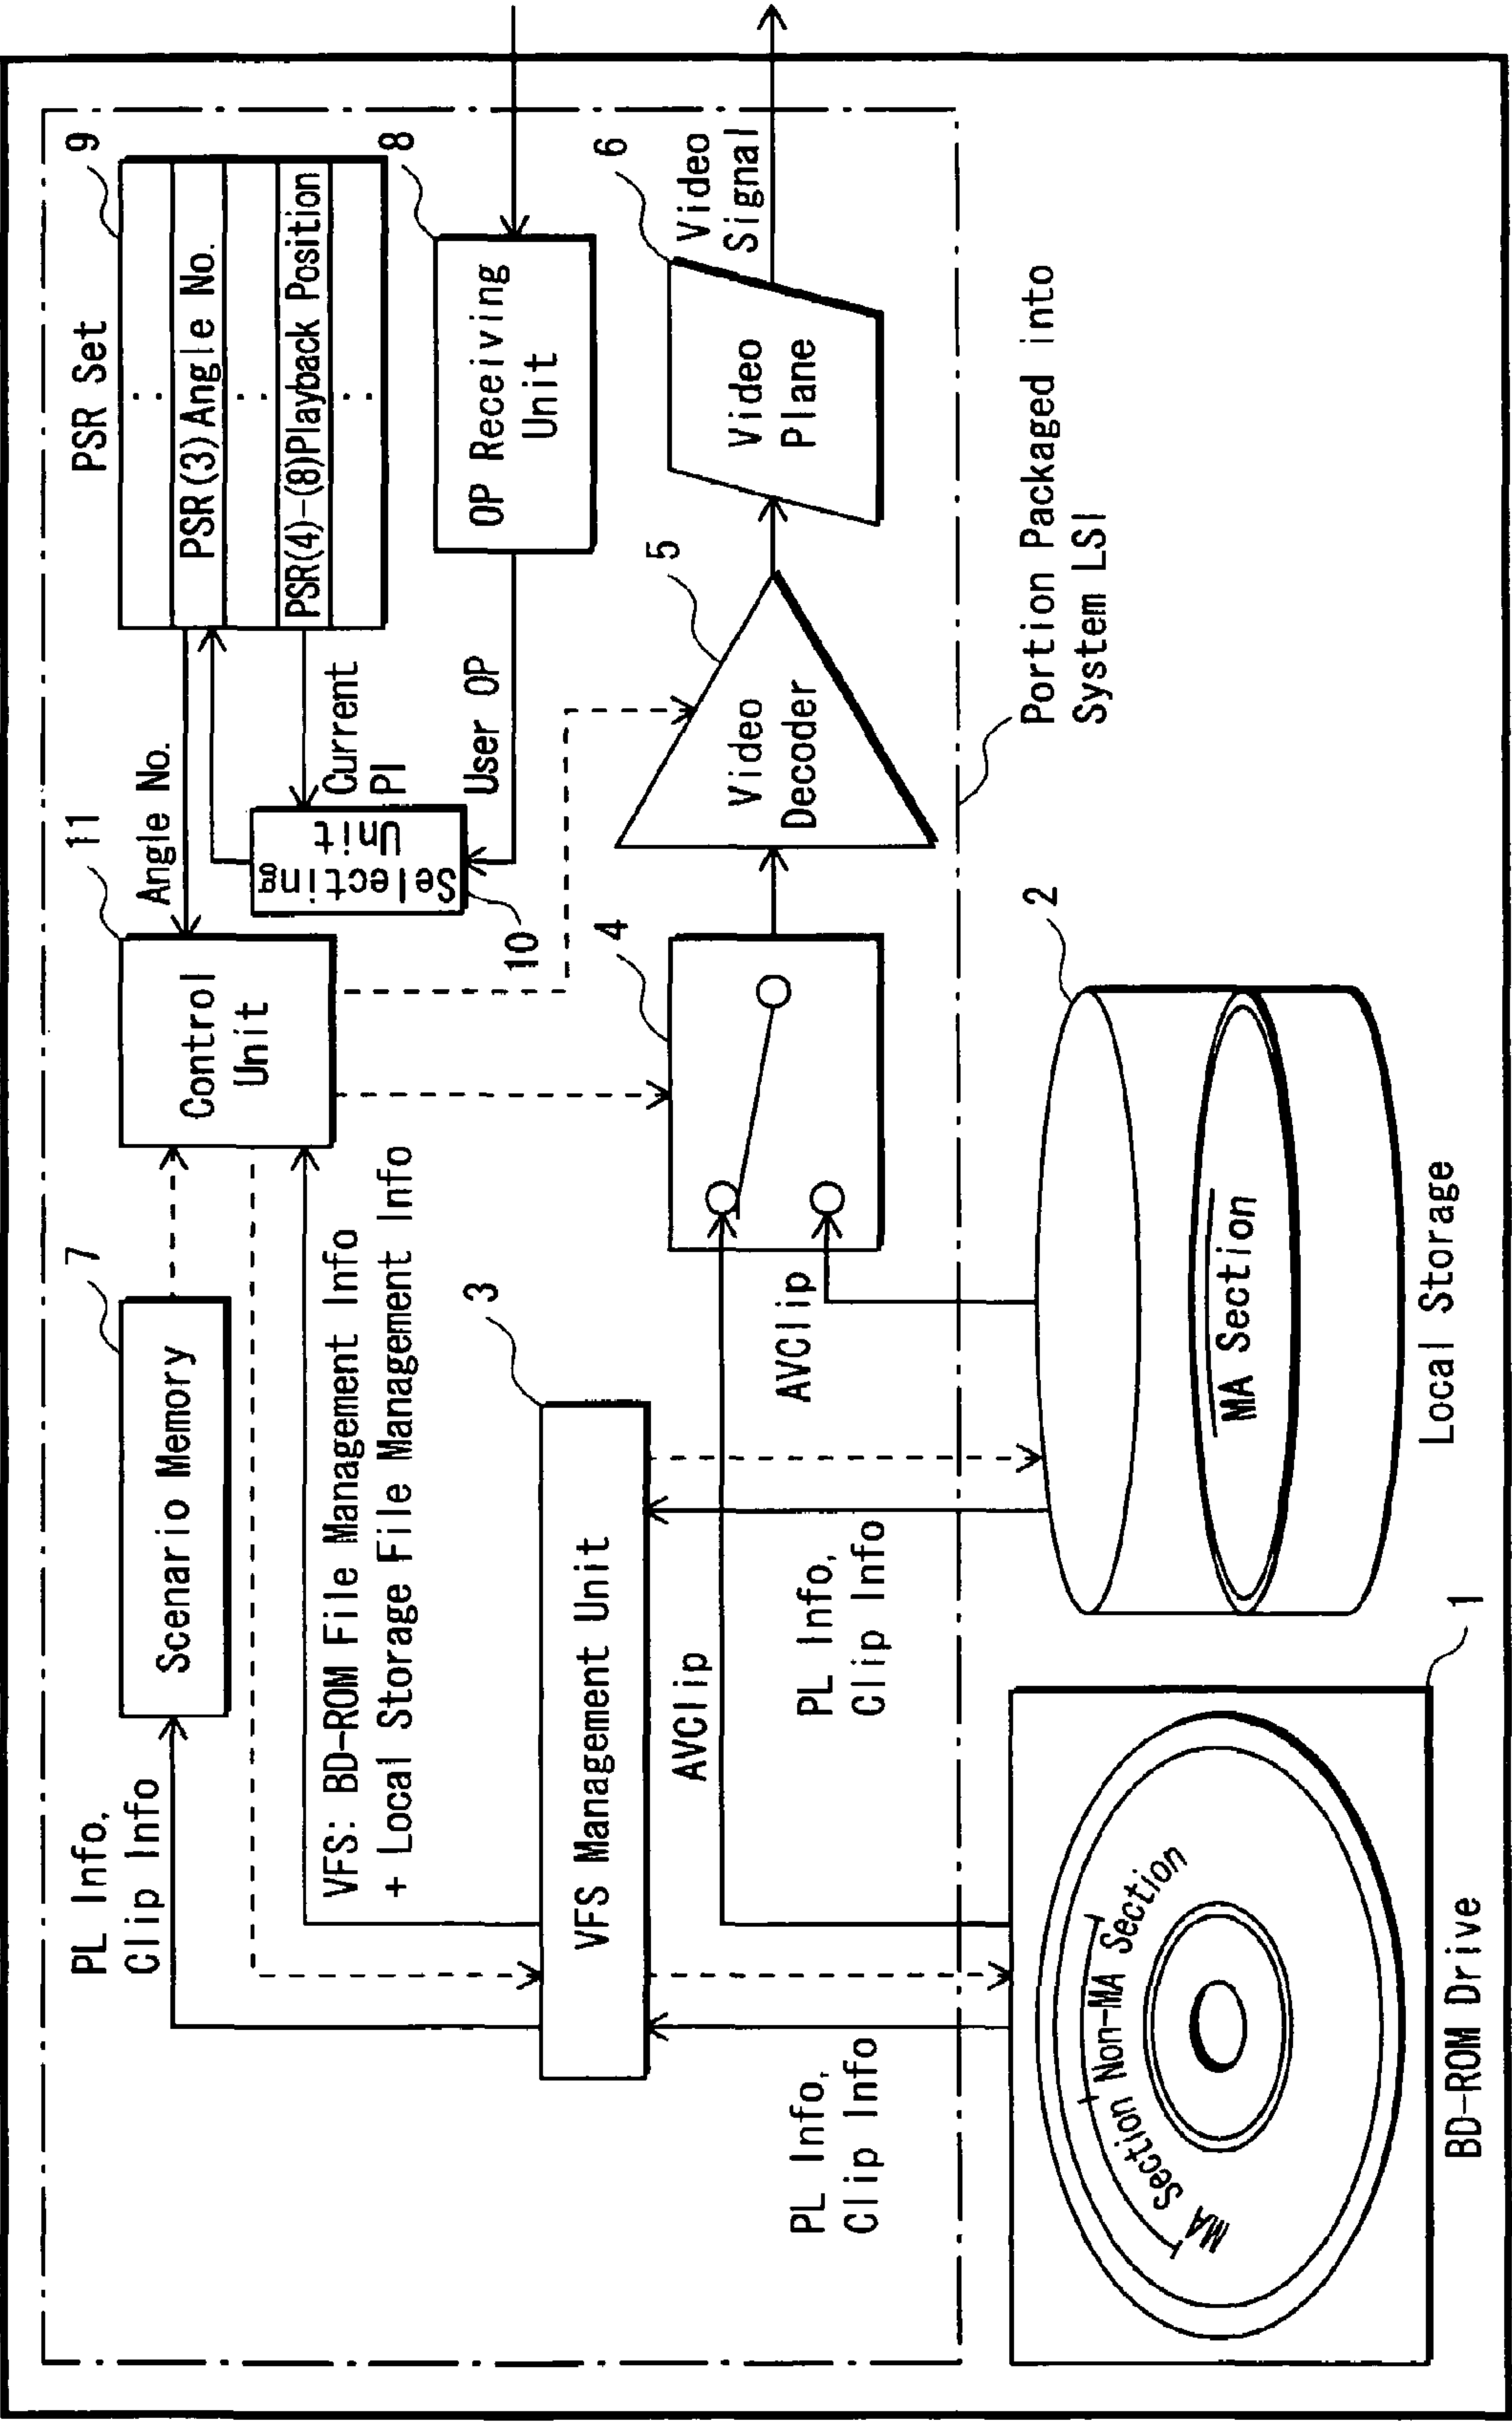 PL Info,
Clip Info
7
Scenario Memory
11
Control
Unit
Angle No.
PSR Set
9
PSR(3)Angle No.
PSR(4)-(8)Playback Position
Current
PI
Selecting
Unit
10
User OP
8
OP Receiving
Unit
VFS: BD-ROM File Management Info
+ Local Storage File Management Info
3
VFS Management Unit
AVClip
AVClip
4
5
Video
Decoder
6
Video
Plane
Video
Signal
PL Info,
Clip Info
PL Info,
Clip Info
Portion Packaged into
System LSI
1
MA Section
Non-MA Section
BD-ROM Drive
2
MA Section
Local Storage